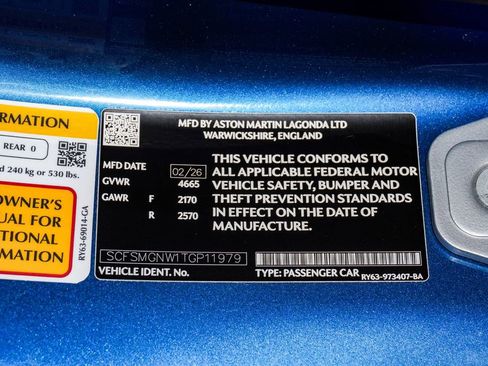 ORMATION
REAR 0
d 240 kg or 530 lbs.
OWNER'S
UAL FOR
TIONAL
MATION
RY63-69014-GA
MFD BY ASTON MARTIN LAGONDA LTD
WARWICKSHIRE, ENGLAND
MFD DATE 02/26
GVWR 4665
GAWR F 2170
R 2570
THIS VEHICLE CONFORMS TO
ALL APPLICABLE FEDERAL MOTOR
VEHICLE SAFETY, BUMPER AND
THEFT PREVENTION STANDARDS
IN EFFECT ON THE DATE OF
MANUFACTURE.
SCFSMGNW1TGP11979
VEHICLE IDENT. No.
TYPE: PASSENGER CAR
RY63-973407-BA